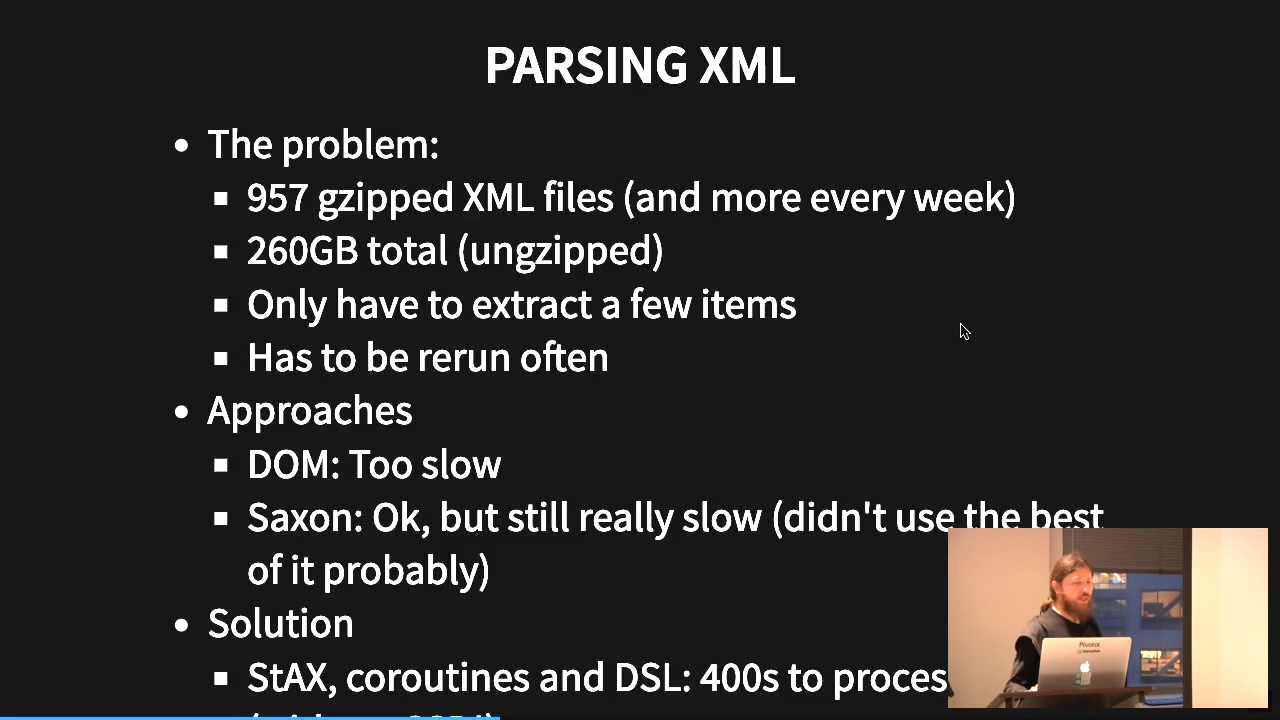 PARSING XML
• The problem:
▪ 957 gzipped XML files (and more every week)
▪ 260GB total (ungzipped)
▪ Only have to extract a few items
▪ Has to be rerun often
• Approaches
▪ DOM: Too slow
▪ Saxon: Ok, but still really slow (didn't use the best
of it probably)
• Solution
▪ StAX, coroutines and DSL: 400s to proces
Pivotal